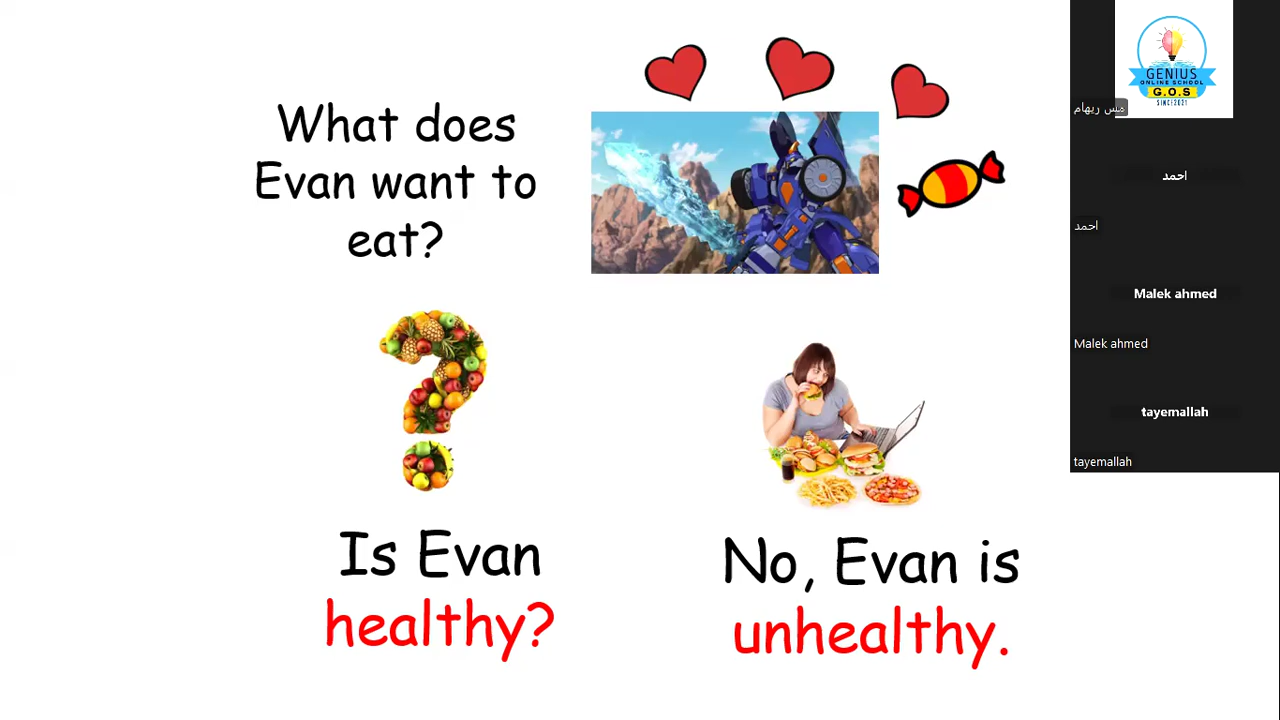 What does
Evan want to
eat?
Is Evan
healthy?
No, Evan is
unhealthy.
GENIUS
ONLINE SCHOOL
G.O.S
SINCE2021
مس ريهام
احمد
احمد
Malek ahmed
Malek ahmed
tayemallah
tayemallah